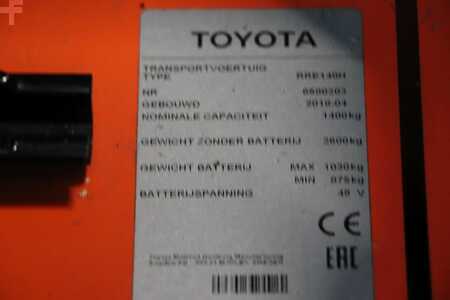 TOYOTA
TRANSPORTVOERTUIG
TYPE RRE140H
NR 6500203
GEBOUWD 2010-04
NOMINALE CAPACITEIT 1400kg
GEWICHT ZONDER BATTERIJ 2600kg
GEWICHT BATTERIJ MAX 1030kg
MIN 875kg
BATTERIJSPANNING 48 V
CE
EAC